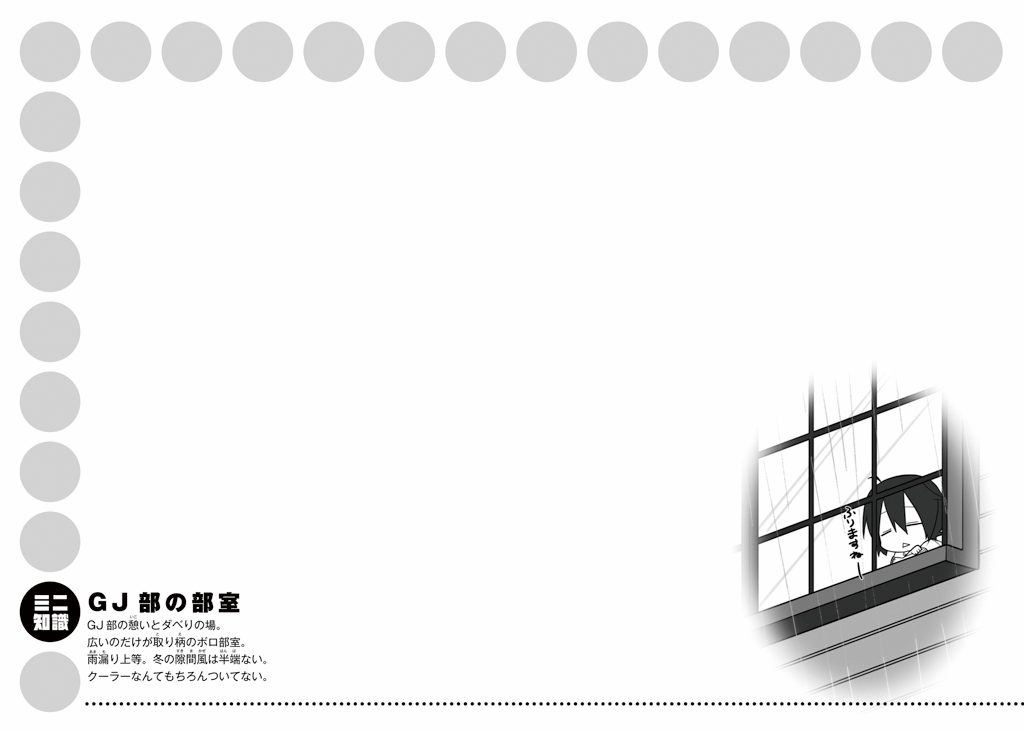 ふりますねー
ミニ
知識
GJ部の部室
GJ部の憩いとダベりの場。
広いのだけが取り柄のボロ部室。
雨漏り上等。冬の隙間風は半端ない。
クーラーなんてもちろんついてない。